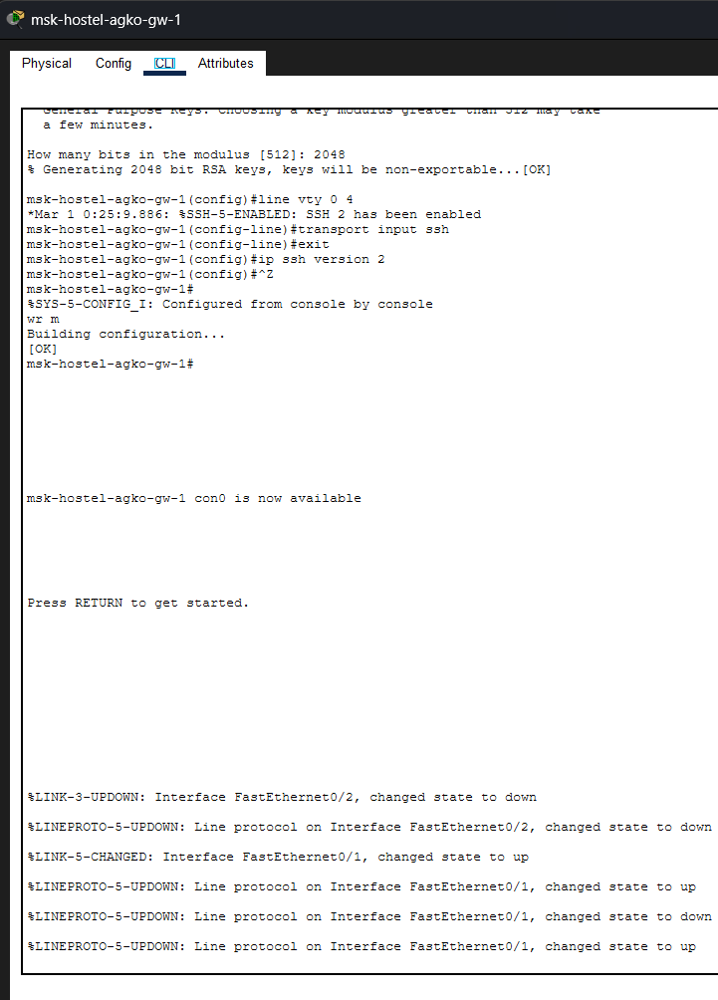 msk-hostel-agko-gw-1
Physical Config CLI Attributes
General Purpose Keys. Choosing a key modulus greater than 512 may take
a few minutes.
How many bits in the modulus [512]: 2048
% Generating 2048 bit RSA keys, keys will be non-exportable...[OK]
msk-hostel-agko-gw-1(config)#line vty 0 4
*Mar 1 0:25:9.886: %SSH-5-ENABLED: SSH 2 has been enabled
msk-hostel-agko-gw-1(config-line)#transport input ssh
msk-hostel-agko-gw-1(config-line)#exit
msk-hostel-agko-gw-1(config)#ip ssh version 2
msk-hostel-agko-gw-1(config)#^Z
msk-hostel-agko-gw-1#
%SYS-5-CONFIG_I: Configured from console by console
wr m
Building configuration...
[OK]
msk-hostel-agko-gw-1#
msk-hostel-agko-gw-1 con0 is now available
Press RETURN to get started.
%LINK-3-UPDOWN: Interface FastEthernet0/2, changed state to down
%LINEPROTO-5-UPDOWN: Line protocol on Interface FastEthernet0/2, changed state to down
%LINK-5-CHANGED: Interface FastEthernet0/1, changed state to up
%LINEPROTO-5-UPDOWN: Line protocol on Interface FastEthernet0/1, changed state to up
%LINEPROTO-5-UPDOWN: Line protocol on Interface FastEthernet0/1, changed state to down
%LINEPROTO-5-UPDOWN: Line protocol on Interface FastEthernet0/1, changed state to up